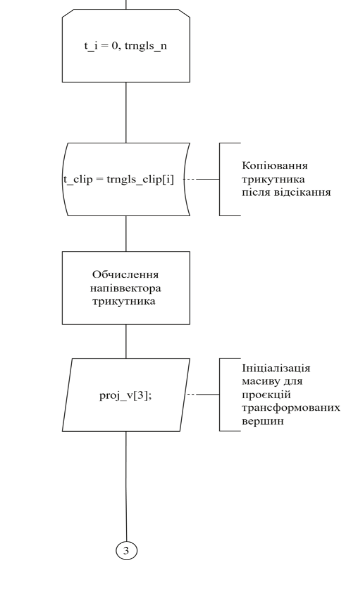 t_i = 0, trngls_n
t_clip = trngls_clip[i]
Копіювання
трикутника
після відсікання
Обчислення
напіввектора
трикутника
proj_v[3];
Ініціалізація
масиву для
проєкцій
трансформованих
вершин
3